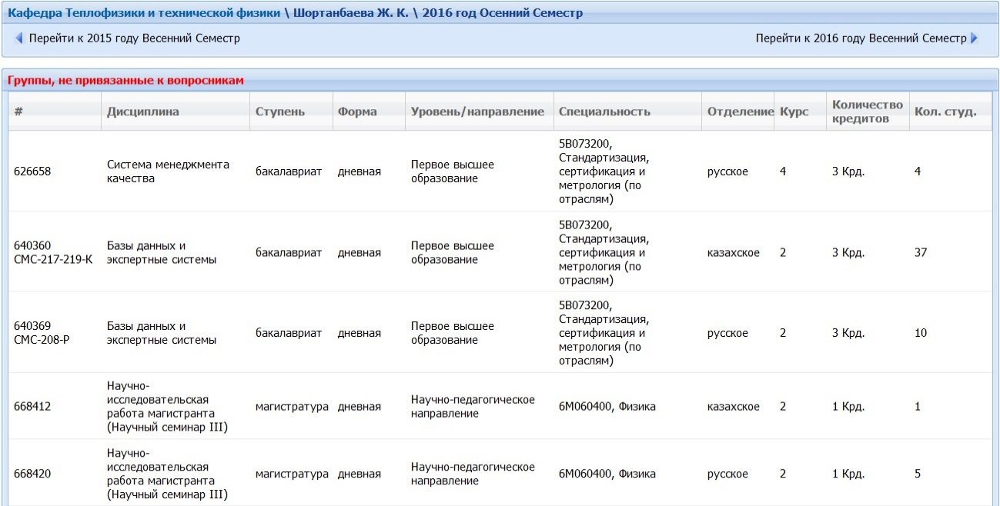 Кафедра Теплофизики и технической физики \ Шортанбаева Ж. К. \ 2016 год Осенний Семестр
Перейти к 2015 году Весенний Семестр
Перейти к 2016 году Весенний Семестр
Группы, не привязанные к вопросникам
# Дисциплина Ступень Форма Уровень/направление Специальность Отделение Курс Количество кредитов Кол. студ.
626658
Система менеджмента
качества
бакалавриат
дневная
Первое высшее
образование
5В073200,
Стандартизация,
сертификация и
метрология (по
отраслям)
русское
4
3 Крд.
4
640360
СМС-217-219-К
Базы данных и
экспертные системы
бакалавриат
дневная
Первое высшее
образование
5В073200,
Стандартизация,
сертификация и
метрология (по
отраслям)
казахское
2
3 Крд.
37
640369
СМС-208-Р
Базы данных и
экспертные системы
бакалавриат
дневная
Первое высшее
образование
5В073200,
Стандартизация,
сертификация и
метрология (по
отраслям)
русское
2
3 Крд.
10
668412
Научно-
исследовательская
работа магистранта
(Научный семинар III)
магистратура
дневная
Научно-педагогическое
направление
6М060400, Физика
казахское
2
1 Крд.
1
668420
Научно-
исследовательская
работа магистранта
(Научный семинар III)
магистратура
дневная
Научно-педагогическое
направление
6М060400, Физика
русское
2
1 Крд.
5